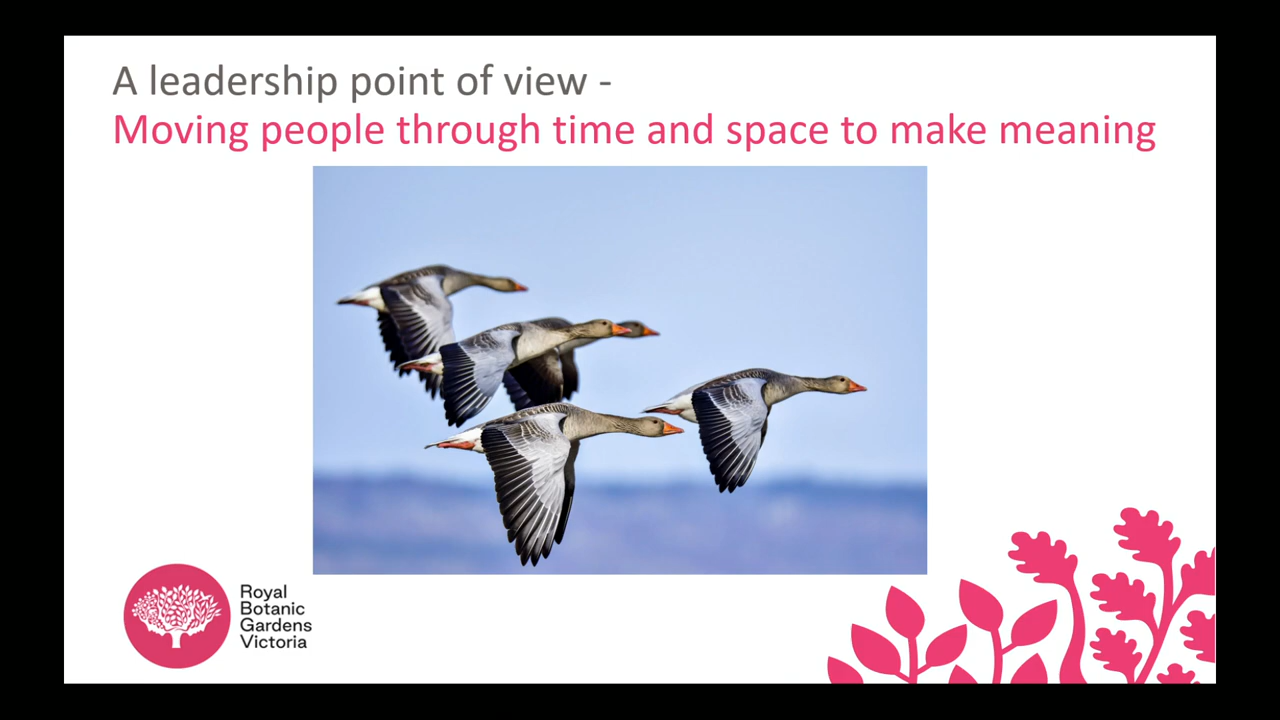 A leadership point of view -
Moving people through time and space to make meaning
Royal
Botanic
Gardens
Victoria